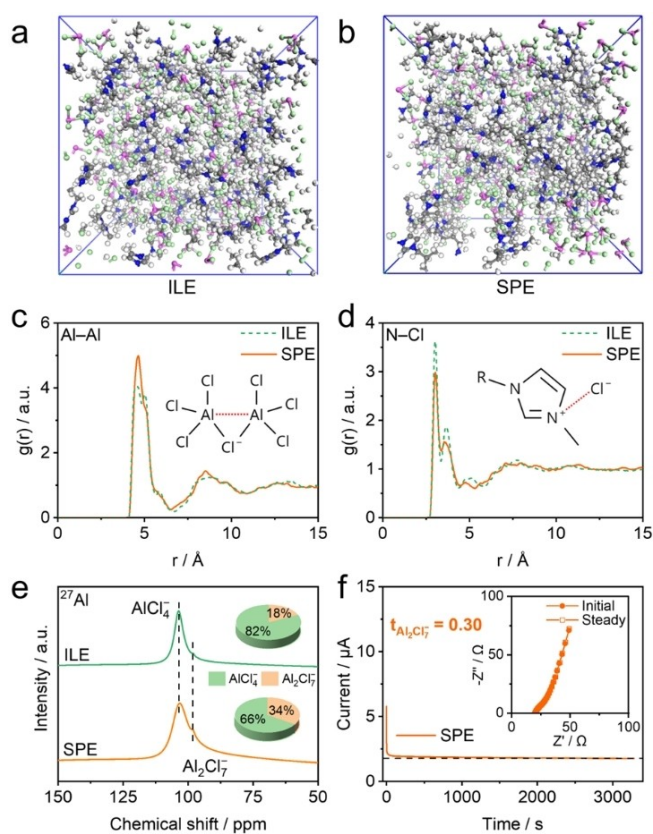 a
b
ILE
SPE
c
Al–Al
ILE
SPE
Cl
Cl
Cl
Al
Al
Cl
Cl
Cl
Cl⁻
g(r) / a.u.
6
4
2
0
0
5
10
15
r / Å
d
N–Cl
ILE
SPE
R
N
N⁺
Cl⁻
g(r) / a.u.
4
3
2
1
0
0
5
10
15
r / Å
e
²⁷Al
AlCl₄⁻
18%
82%
ILE
AlCl₄⁻
Al₂Cl₇⁻
66%
34%
SPE
Al₂Cl₇⁻
Intensity / a.u.
150
125
100
75
50
Chemical shift / ppm
f
t Al₂Cl₇⁻ = 0.30
Initial
Steady
-Z'' / Ω
100
75
50
25
0
0
50
100
Z' / Ω
SPE
Current / µA
15
10
5
0
0
1000
2000
3000
Time / s